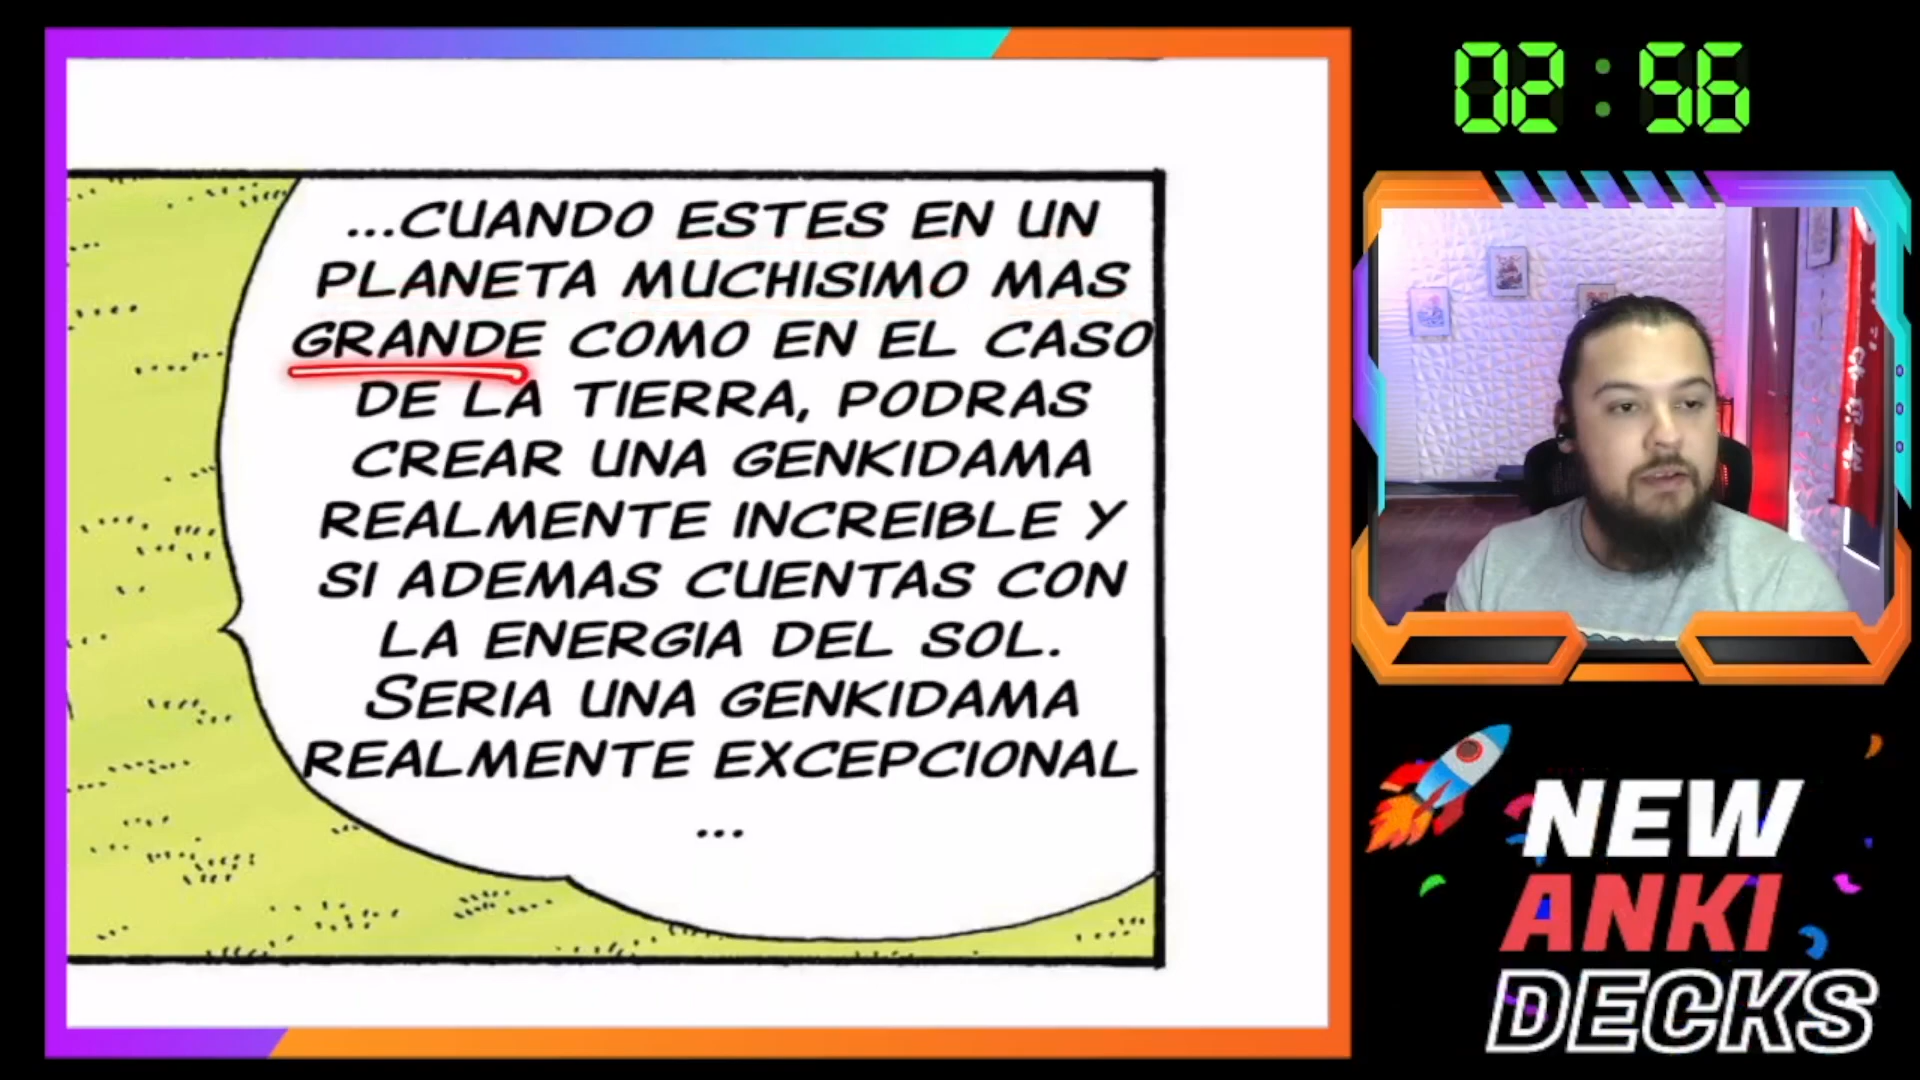 02:56
...CUANDO ESTES EN UN
PLANETA MUCHISIMO MAS
GRANDE COMO EN EL CASO
DE LA TIERRA, PODRAS
CREAR UNA GENKIDAMA
REALMENTE INCREIBLE Y
SI ADEMAS CUENTAS CON
LA ENERGIA DEL SOL.
SERIA UNA GENKIDAMA
REALMENTE EXCEPCIONAL
...
NEW
ANKI
DECKS